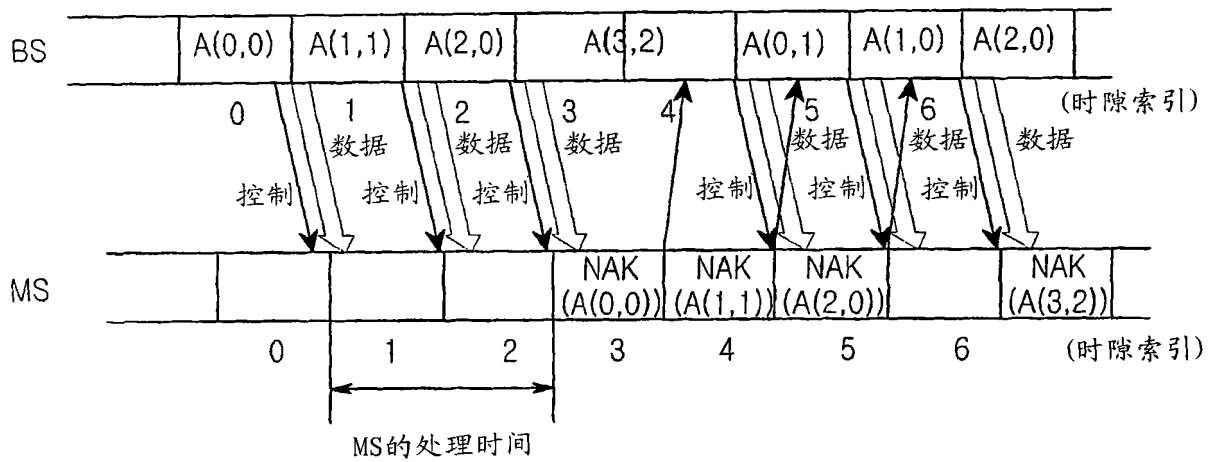 BS A(0,0) A(1,1) A(2,0) A(3,2) A(0,1) A(1,0) A(2,0)
0 1 2 3 4 5 6 (时隙索引)
数据 数据 数据 数据 数据 数据
控制 控制 控制 控制 控制 控制
MS NAK NAK NAK NAK
(A(0,0)) (A(1,1)) (A(2,0)) (A(3,2))
0 1 2 3 4 5 6 (时隙索引)
MS的处理时间